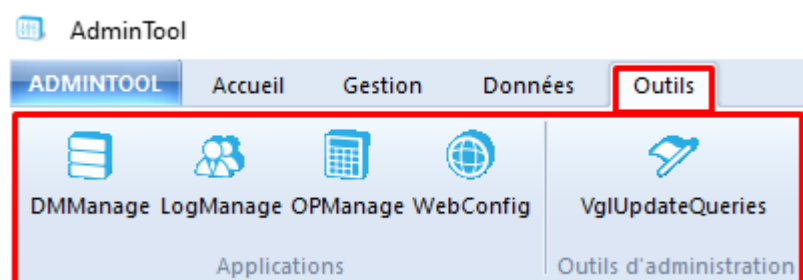 AdminTool
ADMINTOOL Accueil Gestion Données Outils
DMManage LogManage OPManage WebConfig VglUpdateQueries
Applications Outils d'administration